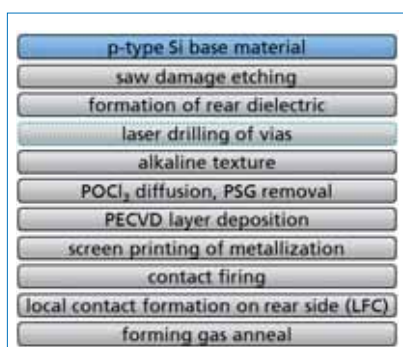 p-type Si base material
saw damage etching
formation of rear dielectric
laser drilling of vias
alkaline texture
POCl₃ diffusion, PSG removal
PECVD layer deposition
screen printing of metallization
contact firing
local contact formation on rear side (LFC)
forming gas anneal